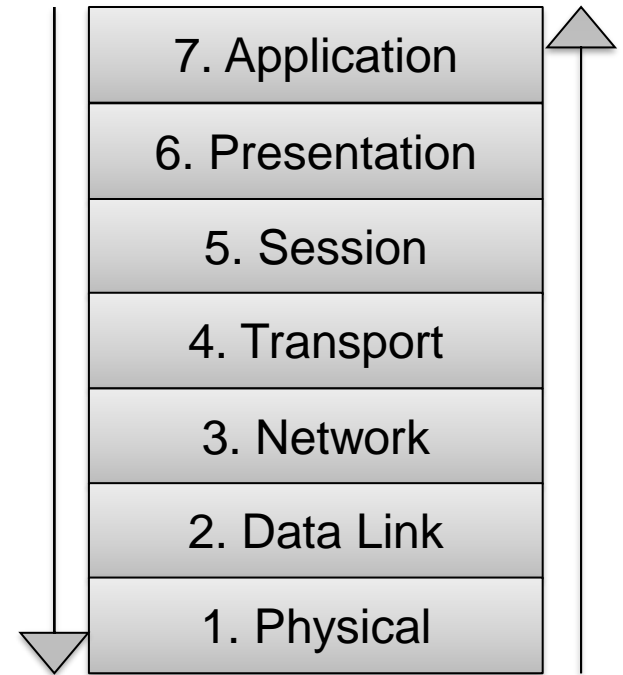 7. Application
6. Presentation
5. Session
4. Transport
3. Network
2. Data Link
1. Physical